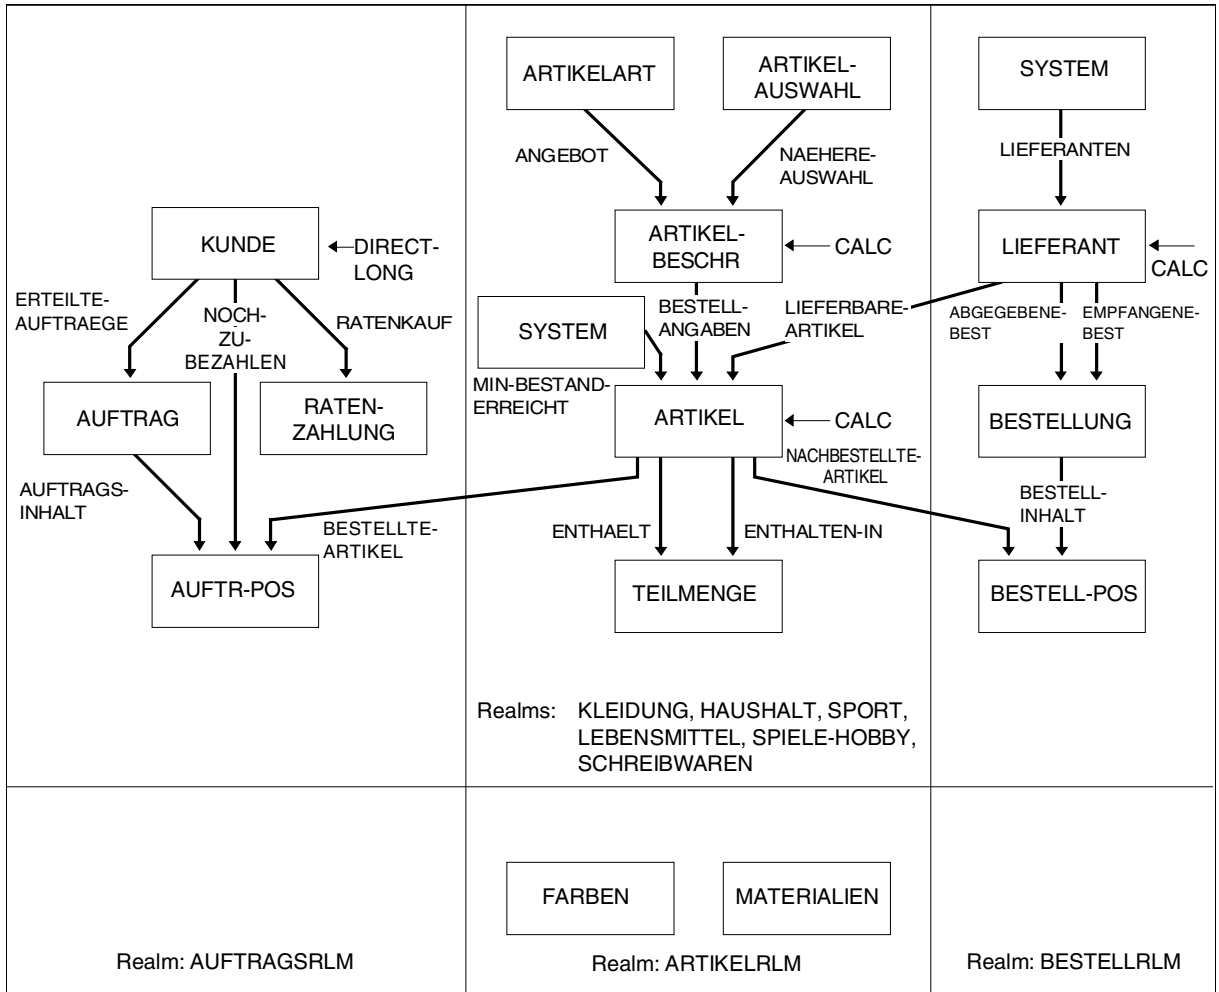 ARTIKELART
ARTIKEL-
AUSWAHL
SYSTEM
ANGEBOT
NAEHERE-
AUSWAHL
LIEFERANTEN
KUNDE
DIRECT-
LONG
ARTIKEL-
BESCHR
CALC
LIEFERANT
CALC
ERTEILTE-
AUFTRAEGE
NOCH-
ZU-
BEZAHLEN
RATENKAUF
SYSTEM
BESTELL-
ANGABEN
LIEFERBARE-
ARTIKEL
ABGEGEBENE-
BEST
EMPFANGENE-
BEST
MIN-BESTAND-
ERREICHT
AUFTRAG
RATEN-
ZAHLUNG
ARTIKEL
CALC
BESTELLUNG
NACHBESTELLTE-
ARTIKEL
AUFTRAGS-
INHALT
BESTELLTE-
ARTIKEL
ENTHAELT
ENTHALTEN-IN
BESTELL-
INHALT
AUFTR-POS
TEILMENGE
BESTELL-POS
Realms: KLEIDUNG, HAUSHALT, SPORT,
LEBENSMITTEL, SPIELE-HOBBY,
SCHREIBWAREN
FARBEN
MATERIALIEN
Realm: AUFTRAGSRLM
Realm: ARTIKELRLM
Realm: BESTELLRLM